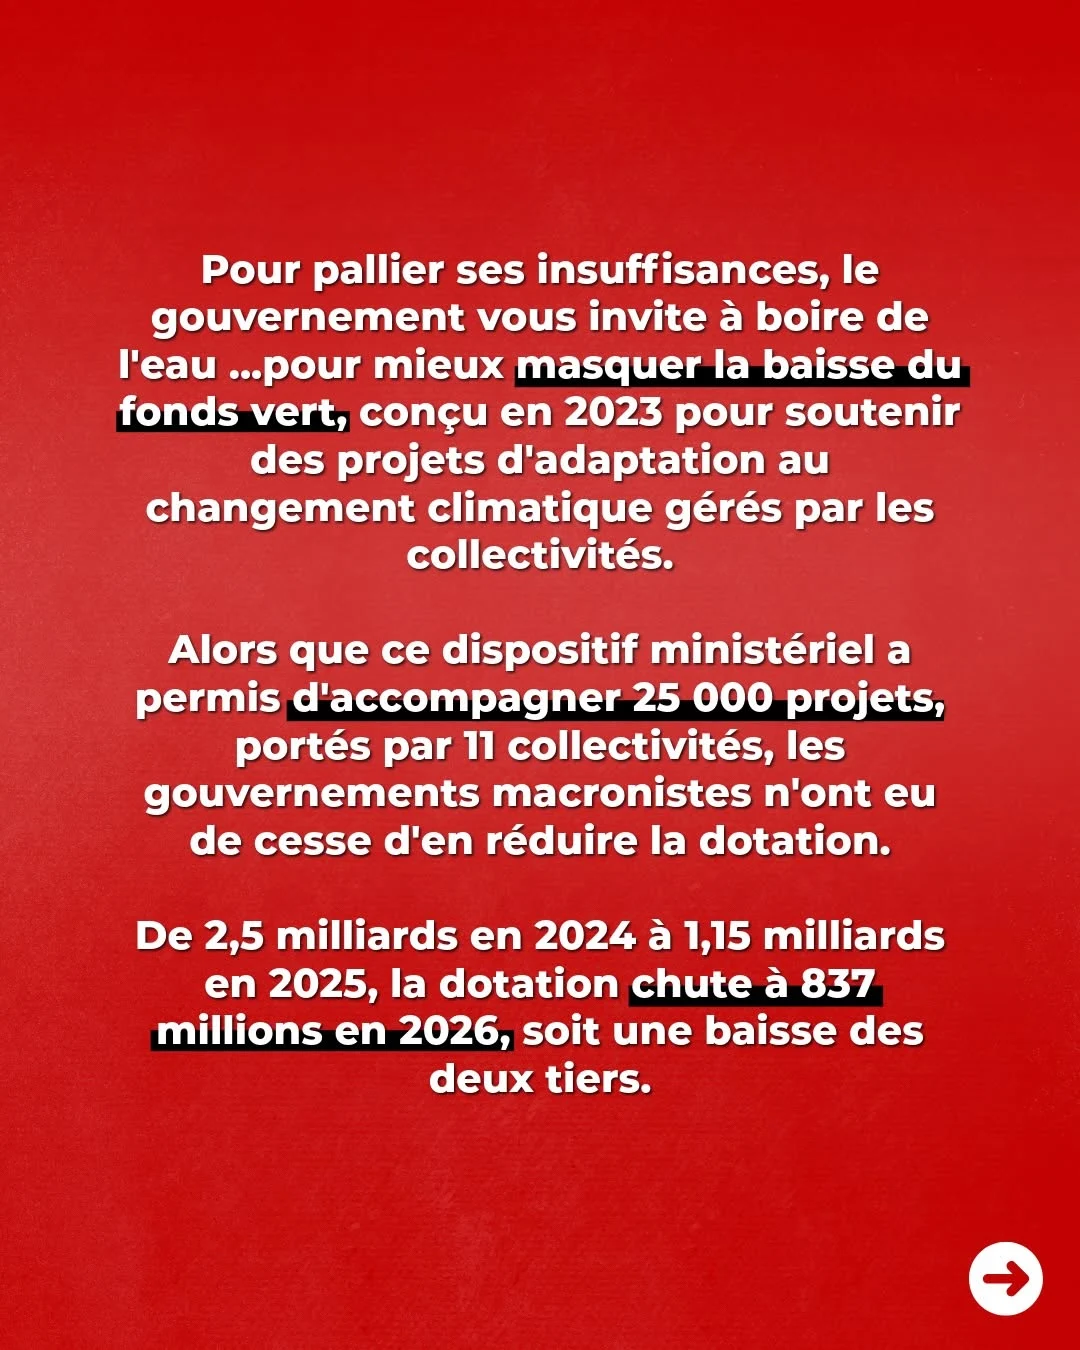 Pour pallier ses insuffisances, le
gouvernement vous invite à boire de
l'eau ...pour mieux masquer la baisse du
fonds vert, conçu en 2023 pour soutenir
des projets d'adaptation au
changement climatique gérés par les
collectivités.
Alors que ce dispositif ministériel a
permis d'accompagner 25 000 projets,
portés par 11 collectivités, les
gouvernements macronistes n'ont eu
de cesse d'en réduire la dotation.
De 2,5 milliards en 2024 à 1,15 milliards
en 2025, la dotation chute à 837
millions en 2026, soit une baisse des
deux tiers.